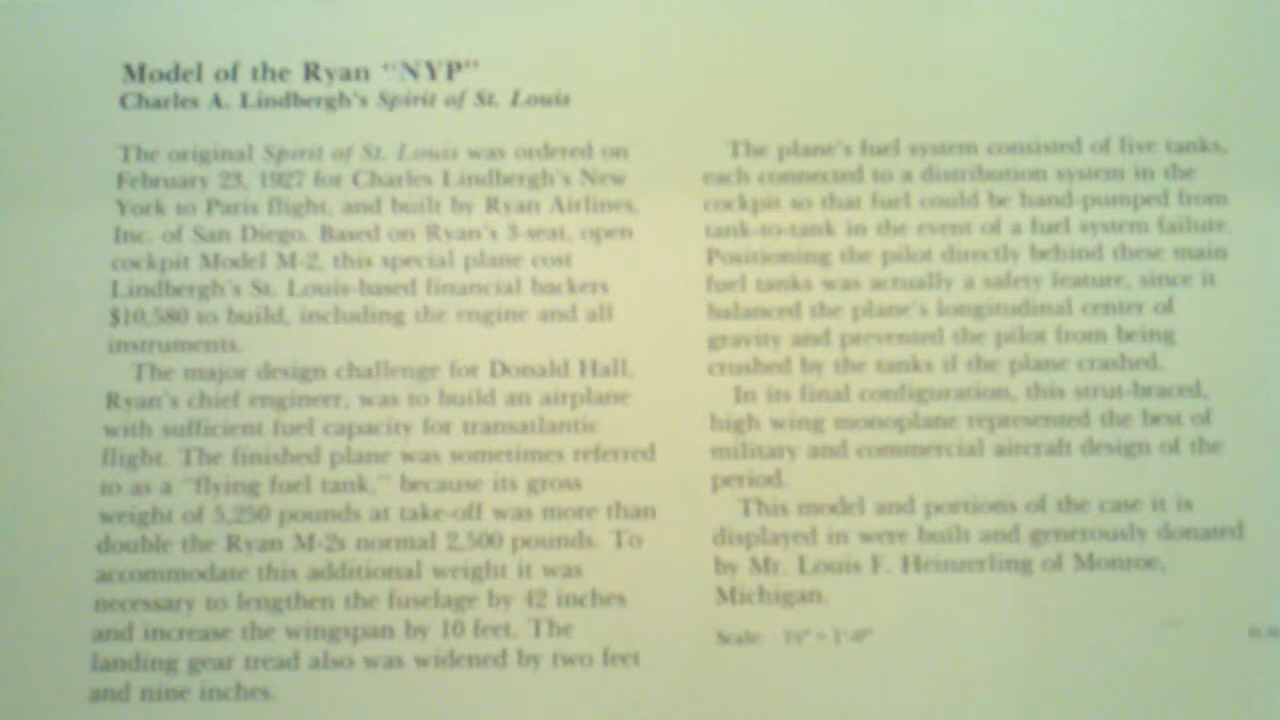 Model of the Ryan "NYP"
Charles A. Lindbergh's Spirit of St. Louis
The original Spirit of St. Louis was ordered on
February 23, 1927 for Charles Lindbergh's New
York to Paris flight, and built by Ryan Airlines,
Inc. of San Diego. Based on Ryan's 3-seat, open
cockpit Model M-2, this special plane cost
Lindbergh's St. Louis-based financial backers
$10,580 to build, including the engine and all
instruments.
The major design challenge for Donald Hall,
Ryan's chief engineer, was to build an airplane
with sufficient fuel capacity for transatlantic
flight. The finished plane was sometimes referred
to as a "flying fuel tank," because its gross
weight of 5,250 pounds at take-off was more than
double the Ryan M-2s normal 2,500 pounds. To
accommodate this additional weight it was
necessary to lengthen the fuselage by 42 inches
and increase the wingspan by 10 feet. The
landing gear tread also was widened by two feet
and nine inches.
The plane's fuel system consisted of five tanks,
each connected to a distribution system in the
cockpit so that fuel could be hand-pumped from
tank-to-tank in the event of a fuel system failure.
Positioning the pilot directly behind these main
fuel tanks was actually a safety feature, since it
balanced the plane's longitudinal center of
gravity and prevented the pilot from being
crushed by the tanks if the plane crashed.
In its final configuration, this strut-braced,
high wing monoplane represented the best of
military and commercial aircraft design of the
period.
This model and portions of the case it is
displayed in were built and generously donated
by Mr. Louis F. Heinzerling of Monroe,
Michigan.
Scale: